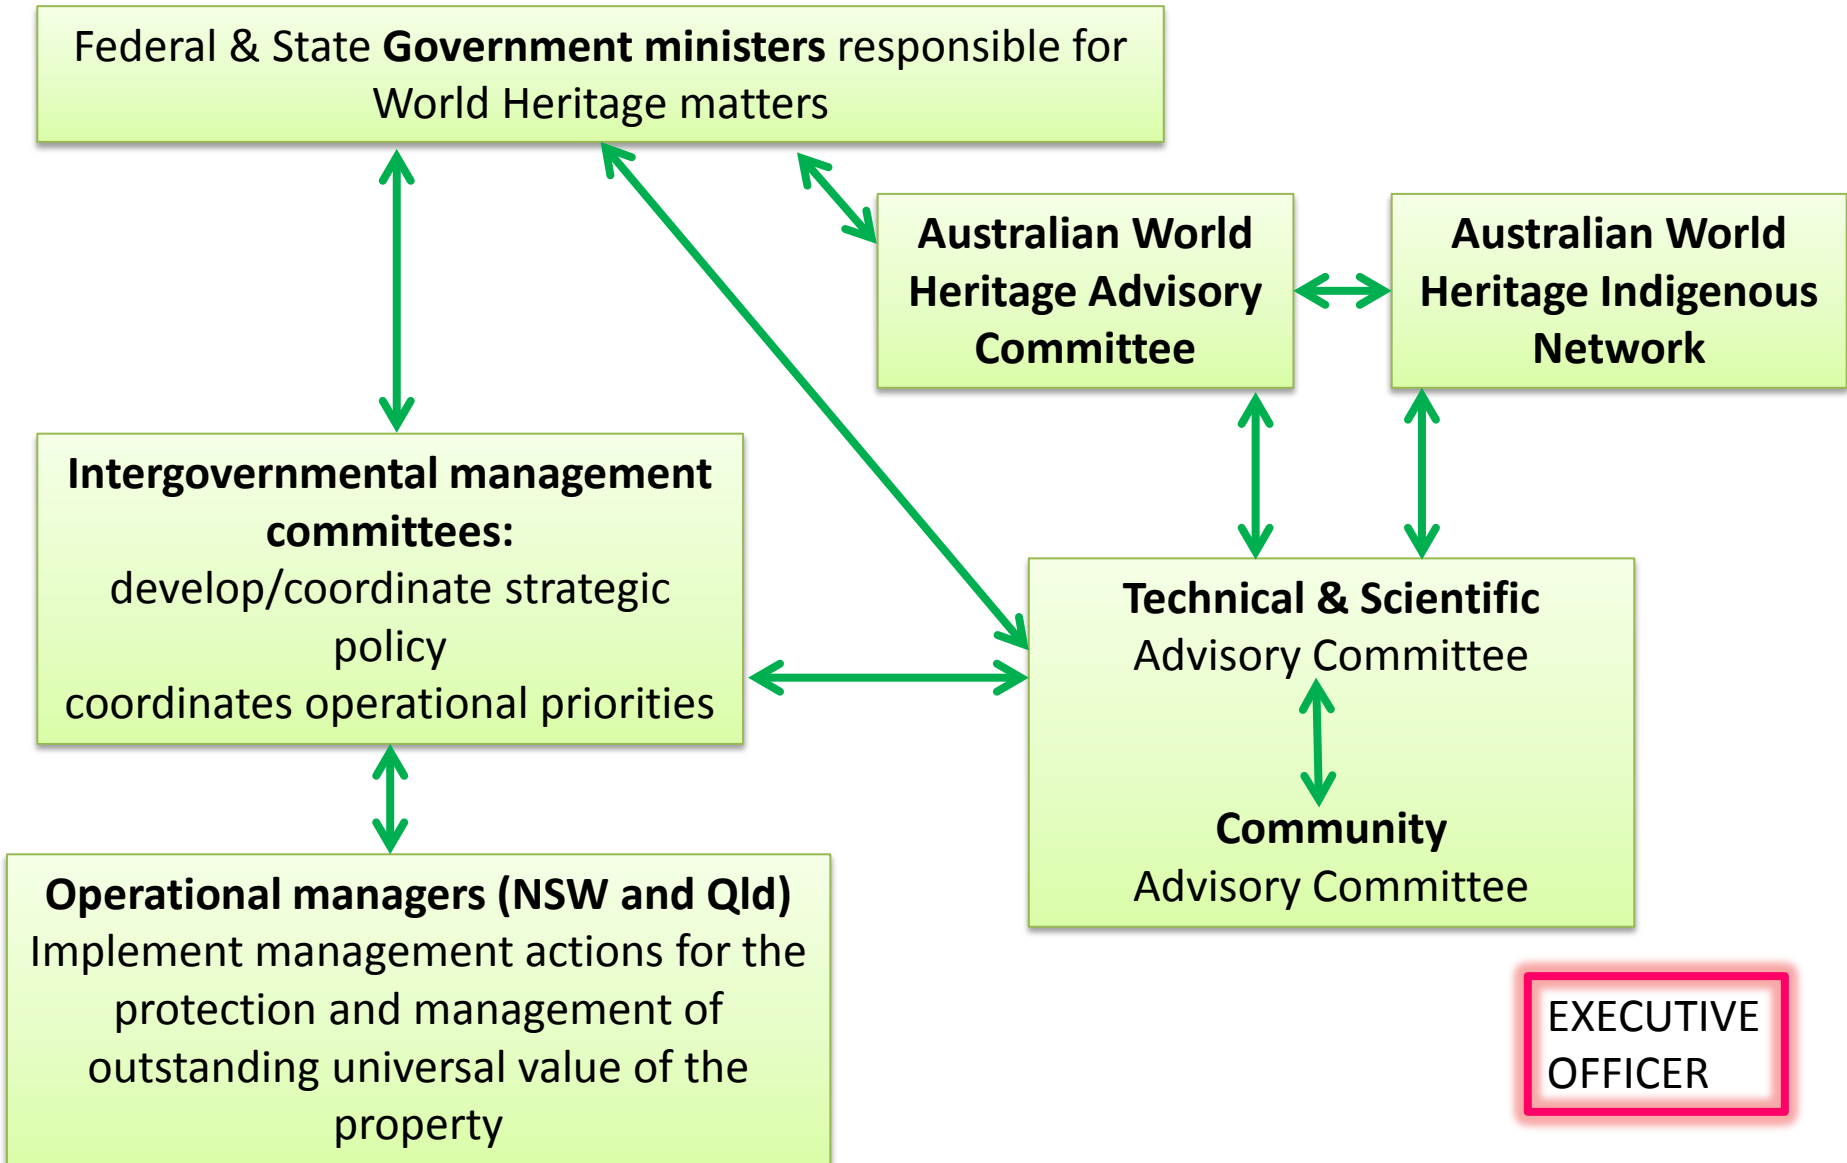 Federal & State Government ministers responsible for
World Heritage matters
Australian World
Heritage Advisory
Committee
Australian World
Heritage Indigenous
Network
Intergovernmental management
committees:
develop/coordinate strategic
policy
coordinates operational priorities
Technical & Scientific
Advisory Committee
Community
Advisory Committee
Operational managers (NSW and Qld)
Implement management actions for the
protection and management of
outstanding universal value of the
property
EXECUTIVE
OFFICER